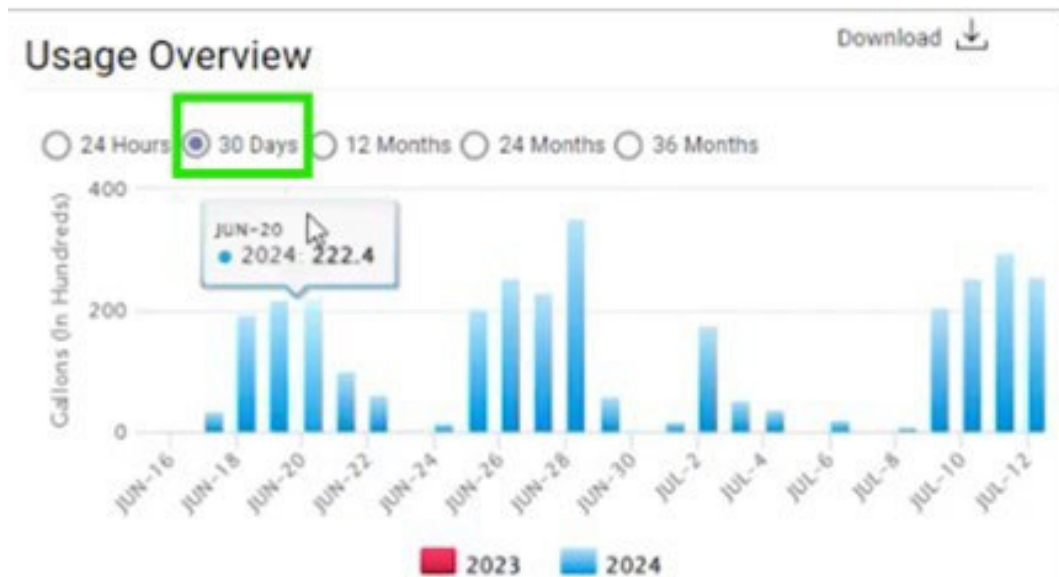 Usage Overview
Download
24 Hours 30 Days 12 Months 24 Months 36 Months
Gallons (In Hundreds)
400
200
0
JUN-20
2024: 222.4
JUN-16 JUN-18 JUN-20 JUN-22 JUN-24 JUN-26 JUN-28 JUN-30 JUL-2 JUL-4 JUL-6 JUL-8 JUL-10 JUL-12
2023 2024